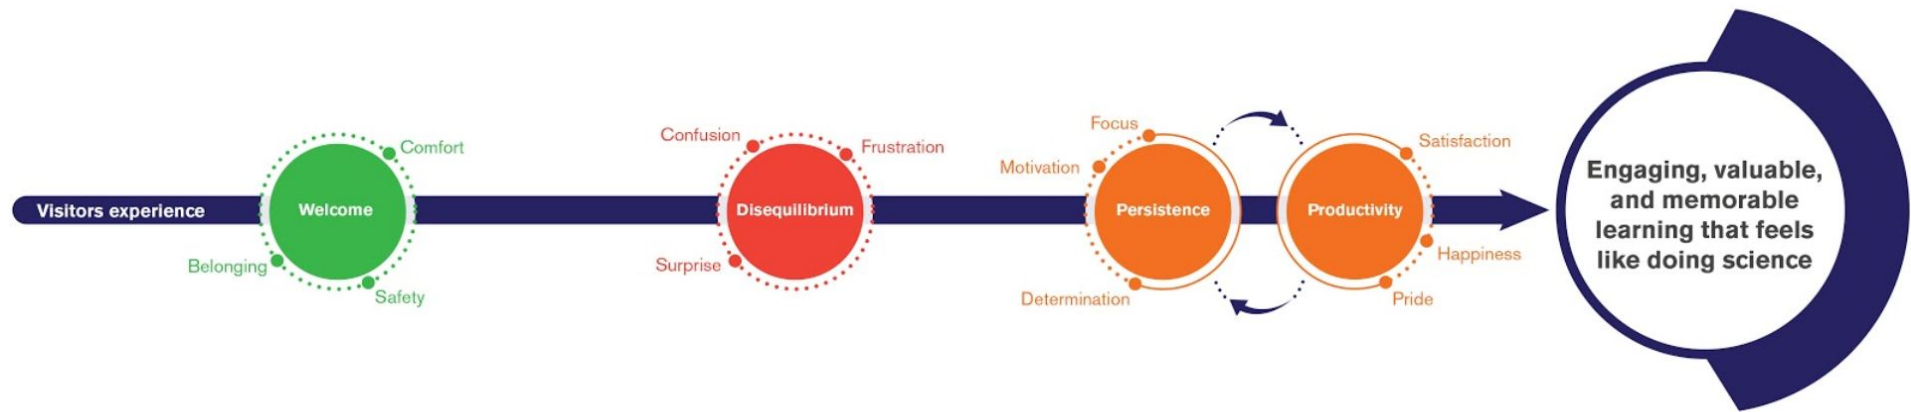 Visitors experience
Welcome
Comfort
Belonging
Safety
Disequilibrium
Confusion
Frustration
Surprise
Persistence
Focus
Motivation
Determination
Productivity
Satisfaction
Happiness
Pride
Engaging, valuable,
and memorable
learning that feels
like doing science